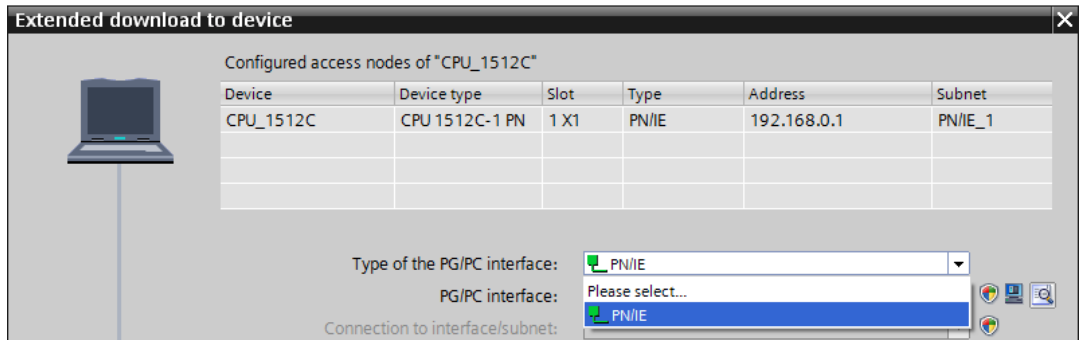 Extended download to device
Configured access nodes of "CPU_1512C"
Device Device type Slot Type Address Subnet
CPU_1512C CPU 1512C-1 PN 1 X1 PN/IE 192.168.0.1 PN/IE_1
Type of the PG/PC interface: PN/IE
PG/PC interface: Please select...
PN/IE
Connection to interface/subnet: